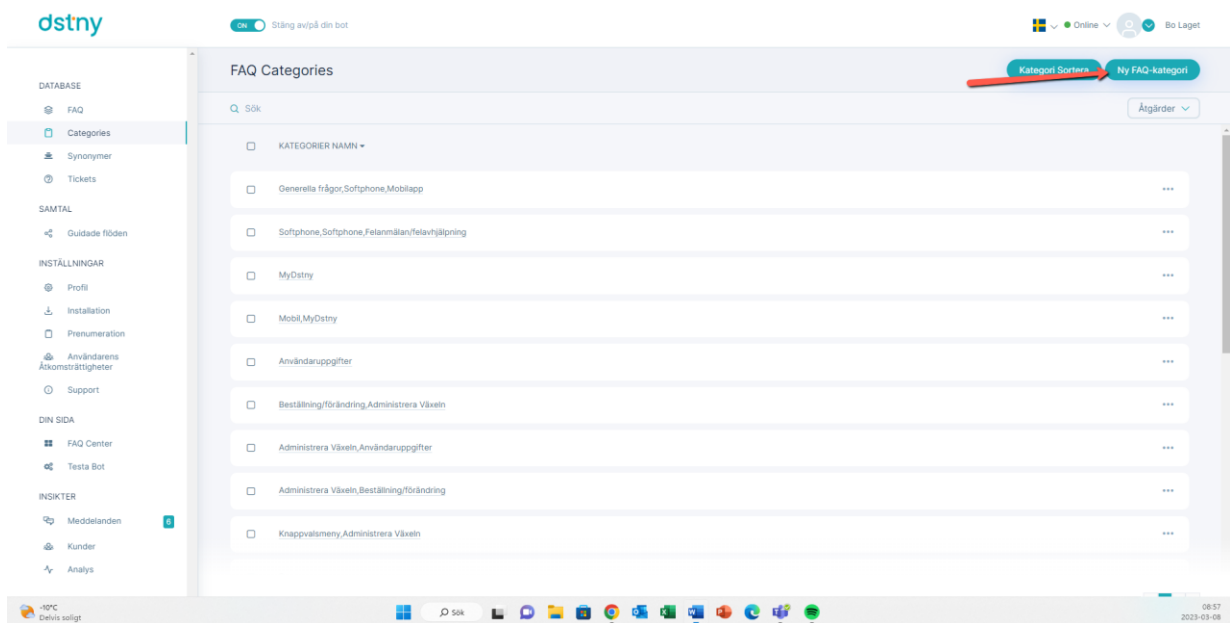 dstny
ON Stäng av/på din bot
Online
Bo Laget
DATABASE
FAQ
Categories
Synonymer
Tickets
SAMTAL
Guidade flöden
INSTÄLLNINGAR
Profil
Installation
Prenumeration
Användarens
Åtkomsträttigheter
Support
DIN SIDA
FAQ Center
Testa Bot
INSIKTER
Meddelanden 6
Kunder
Analys
FAQ Categories
Kategori Sortera
Ny FAQ-kategori
Sök
Åtgärder
KATEGORIER NAMN
Generella frågor,Softphone,Mobilapp
Softphone,Softphone,Felanmälan/felavhjälpning
MyDstny
Mobil,MyDstny
Användaruppgifter
Beställning/förändring,Administrera Växeln
Administrera Växeln,Användaruppgifter
Administrera Växeln,Beställning/förändring
Knappvalsmeny,Administrera Växeln
-10°C
Delvis soligt
Sök
08:57
2023-03-08